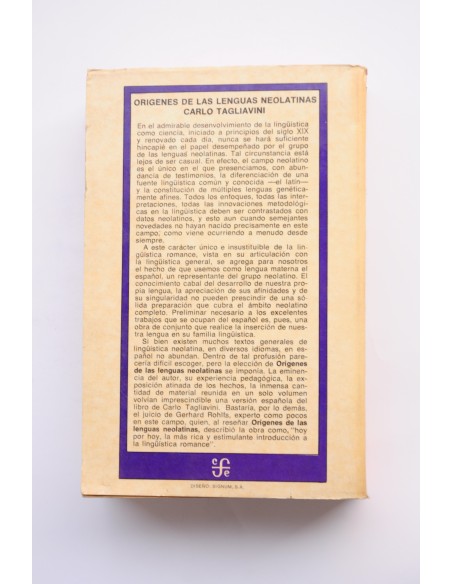 ORIGENES DE LAS LENGUAS NEOLATINAS
CARLO TAGLIAVINI
En el admirable desenvolvimiento de la lingüística
como ciencia, iniciado a principios del siglo XIX
y renovado cada día, nunca se hará suficiente
hincapié en el papel desempeñado por el grupo
de las lenguas neolatinas. Tal circunstancia está
lejos de ser casual. En efecto, el campo neolatino
es el único en el que presenciamos, con abun-
dancia de testimonios, la diferenciación de una
fuente lingüística común y conocida —el latín—
y la constitución de múltiples lenguas genética-
mente afines. Todos los enfoques, todas las inter-
pretaciones, todas las innovaciones metodológi-
cas en la lingüística deben ser contrastados con
datos neolatinos, y esto aun cuando semejantes
novedades no hayan nacido precisamente en este
campo, como viene ocurriendo a menudo desde
siempre.
A este carácter único e insustituible de la lin-
güística romance, vista en su articulación con
la lingüística general, se agrega para nosotros
el hecho de que usemos como lengua materna el
español, un representante del grupo neolatino. El
conocimiento cabal del desarrollo de nuestra pro-
pia lengua, la apreciación de sus afinidades y de
su singularidad no pueden prescindir de una só-
lida preparación que cubra el ámbito neolatino
completo. Preliminar necesario a los excelentes
trabajos que se ocupan del español es, pues, una
obra de conjunto que realice la inserción de nues-
tra lengua en su familia lingüística.
Si bien existen muchos textos generales de
lingüística neolatina, en diversos idiomas, en es-
pañol no abundan. Dentro de tal profusión pare-
cería difícil escoger, pero la elección de Orígenes
de las lenguas neolatinas se imponía. La eminen-
cia del autor, su experiencia pedagógica, la ex-
posición atinada de los hechos, la inmensa can-
tidad de material reunida en un solo volumen
volvían imprescindible una versión española del
libro de Carlo Tagliavini. Bastaría, por lo demás,
el juicio de Gerhard Rohlfs, experto como pocos
en este campo, quien, al reseñar Orígenes de las
lenguas neolatinas, describió la obra como, "hoy
por hoy, la más rica y estimulante introducción a
la lingüística romance".
cfe
DISEÑO: SIGNUM, S.A.